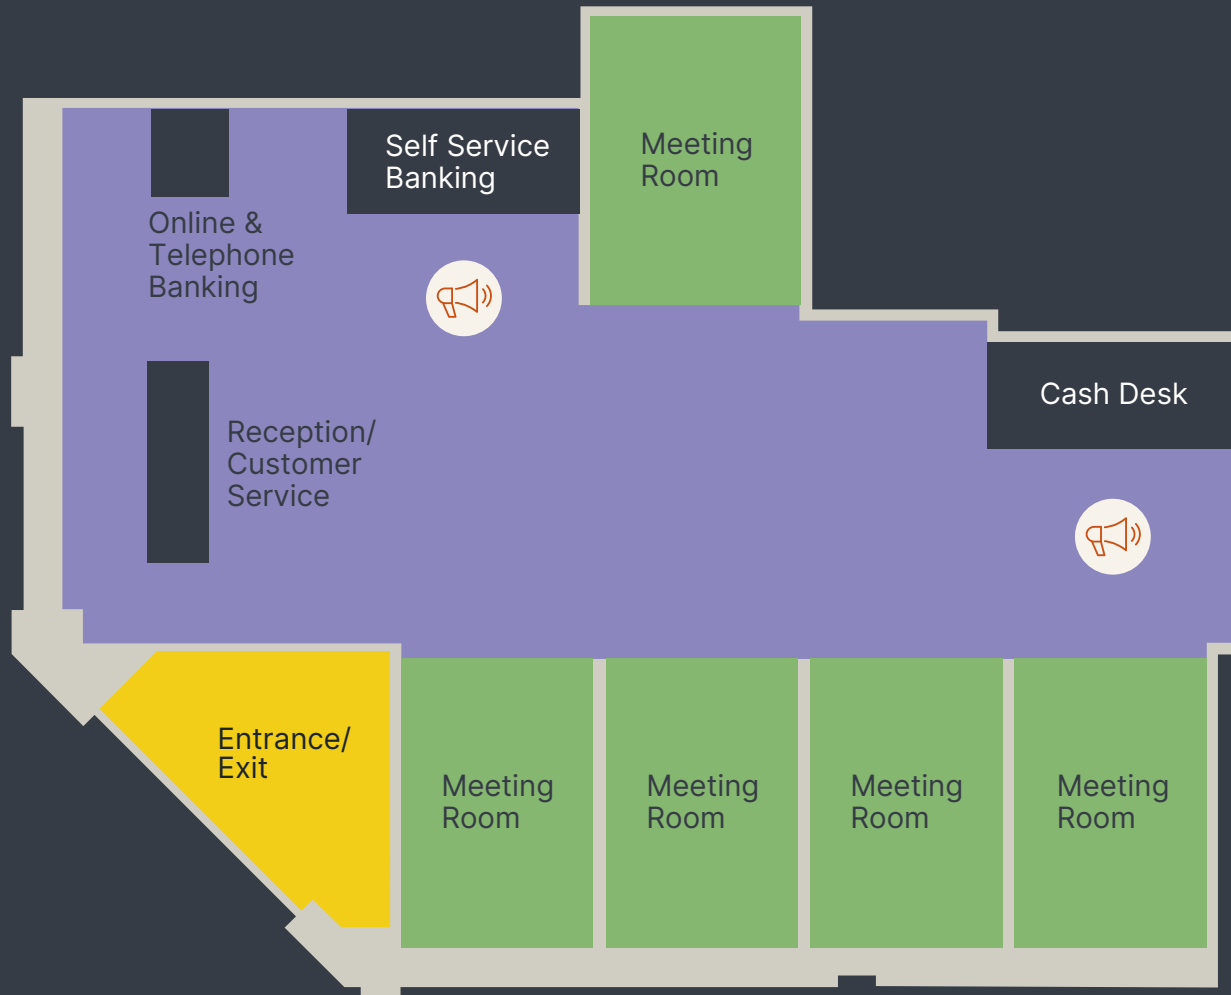 Self Service
Banking
Meeting
Room
Online &
Telephone
Banking
Cash Desk
Reception/
Customer
Service
Entrance/
Exit
Meeting
Room
Meeting
Room
Meeting
Room
Meeting
Room